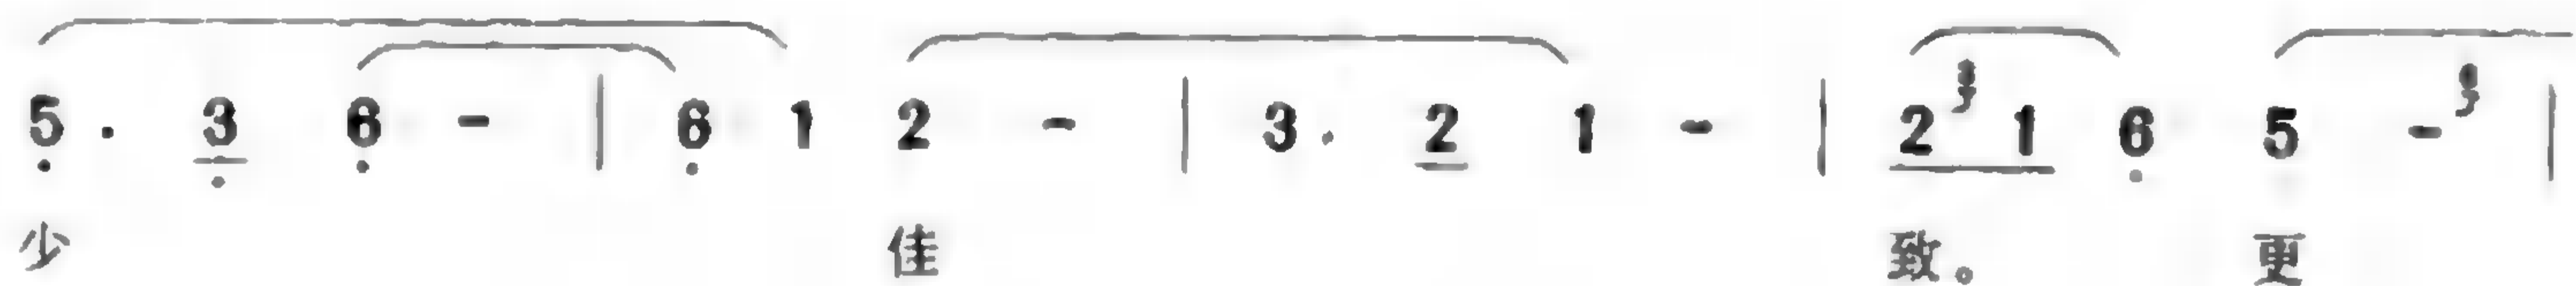 5 . 3 6 - | 6 1 2 - | 3 . 2 1 - | 2 1 6 5 - |
少 佳 致。 更